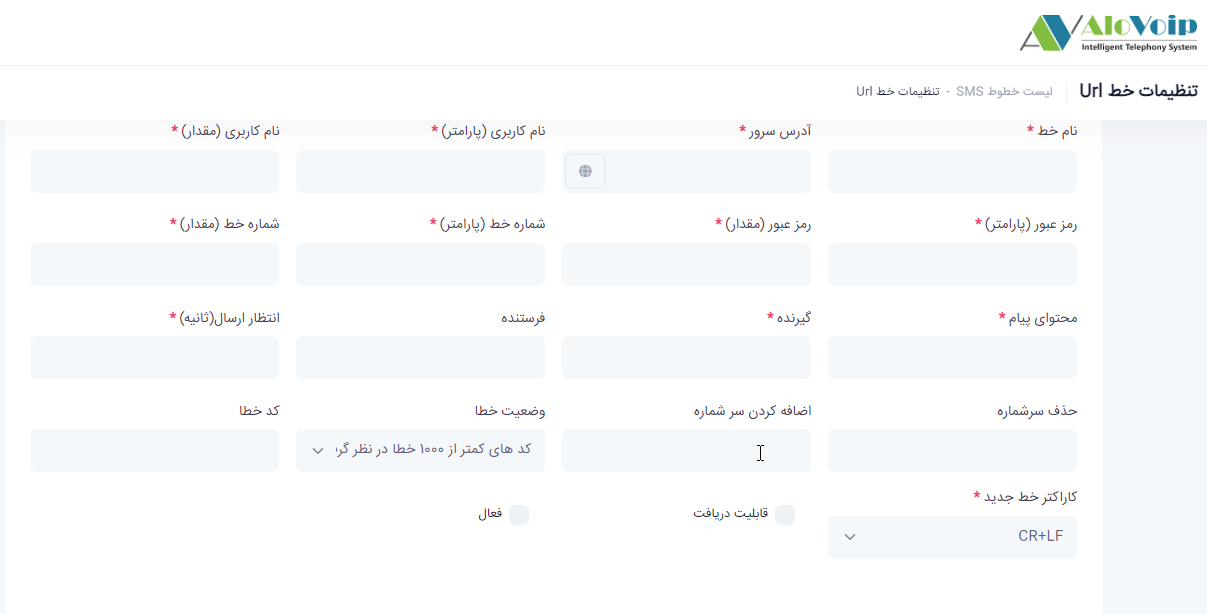 AloVoip
Intelligent Telephony System
تنظیمات خط Url
لیست خطوط SMS - تنظیمات خط Url
نام خط * آدرس سرور * نام کاربری (پارامتر) * نام کاربری (مقدار) *
رمز عبور (پارامتر) * رمز عبور (مقدار) * شماره خط (پارامتر) * شماره خط (مقدار) *
محتوای پیام * گیرنده * فرستنده انتظار ارسال(ثانیه) *
حذف سرشماره اضافه کردن سر شماره وضعیت خطا کد خطا
کد های کمتر از ۱۰۰۰ خطا در نظر گر
کاراکتر خط جدید *
قابلیت دریافت فعال
CR+LF